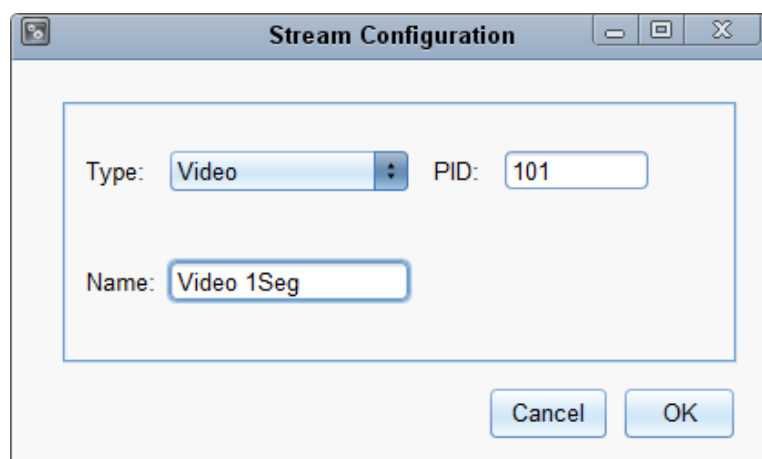 Stream Configuration
Type: Video PID: 101
Name: Video 1Seg
Cancel OK